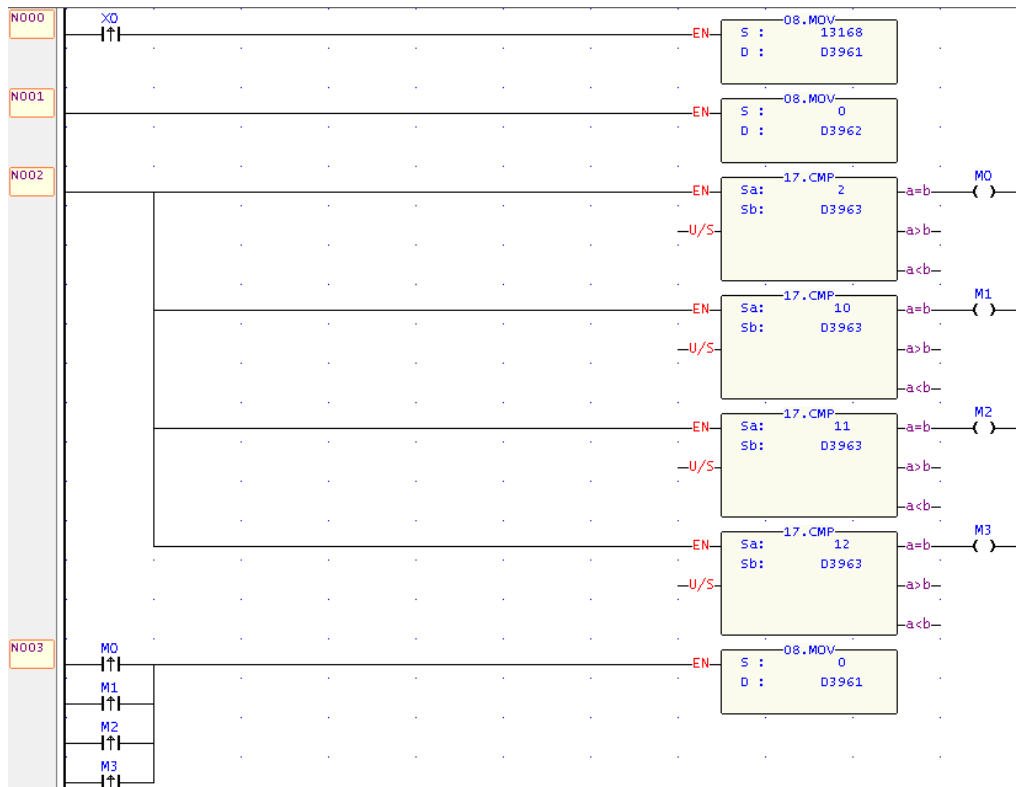 N000
X0
08.MOV
EN
S : 13168
D : D3961
N001
08.MOV
EN
S : 0
D : D3962
N002
17.CMP
EN
Sa: 2
a=b
M0
Sb: D3963
U/S
a>b
a<b
17.CMP
EN
Sa: 10
a=b
M1
Sb: D3963
U/S
a>b
a<b
17.CMP
EN
Sa: 11
a=b
M2
Sb: D3963
U/S
a>b
a<b
17.CMP
EN
Sa: 12
a=b
M3
Sb: D3963
U/S
a>b
a<b
N003
M0
08.MOV
EN
S : 0
D : D3961
M1
M2
M3